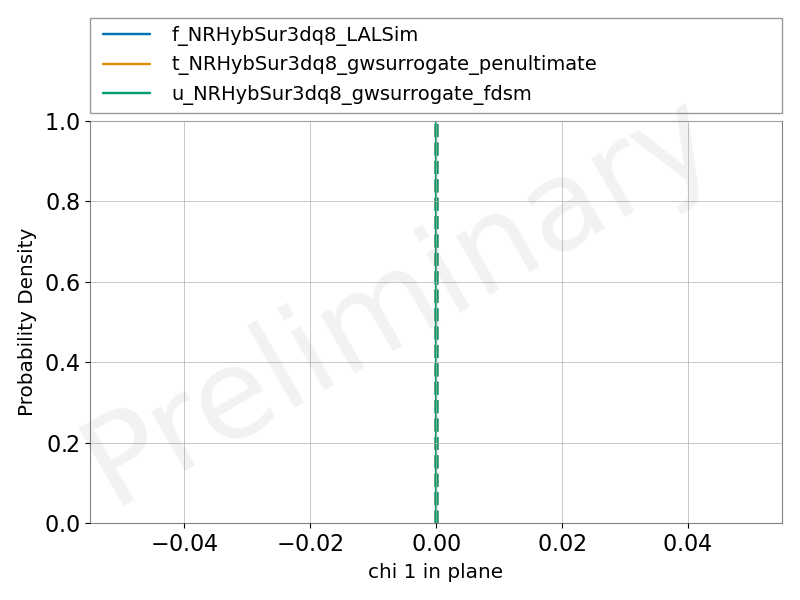 f_NRHybSur3dq8_LALSim
t_NRHybSur3dq8_gwsurrogate_penultimate
u_NRHybSur3dq8_gwsurrogate_fdsm
1.0
0.8
0.6
0.4
0.2
0.0
Probability Density
Preliminary
−0.04 −0.02 0.00 0.02 0.04
chi 1 in plane